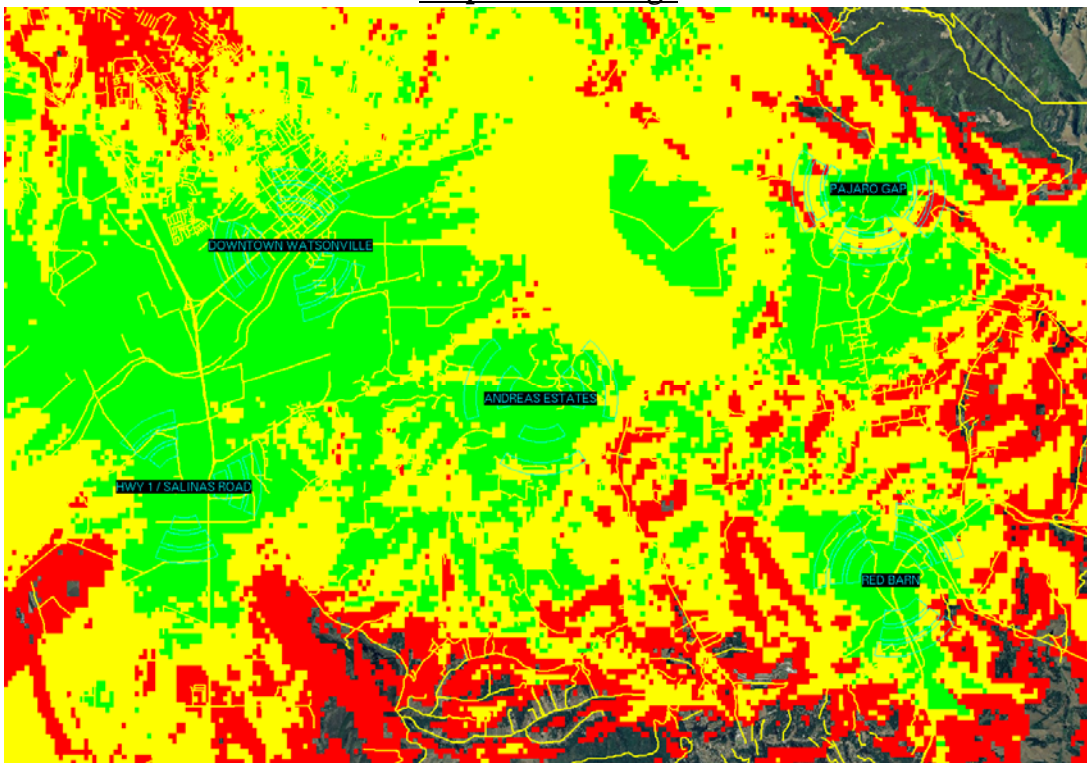 PAJARO GAP
DOWNTOWN WATSONVILLE
ANDREAS ESTATES
HWY 1 / SALINAS ROAD
RED BARN